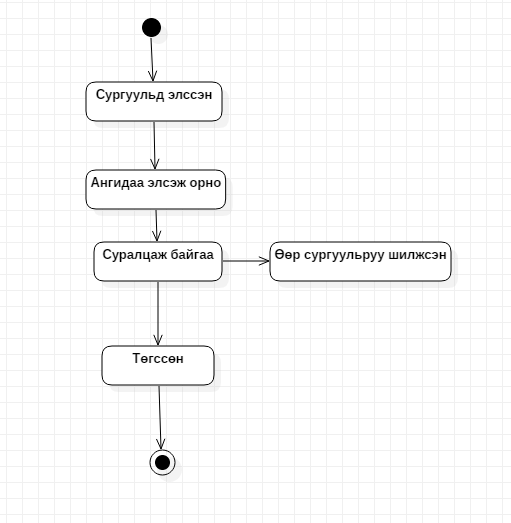 Сургуульд элссэн
Ангидаа элсэж орно
Суралцаж байгаа
Өөр сургуульруу шилжсэн
Төгссөн